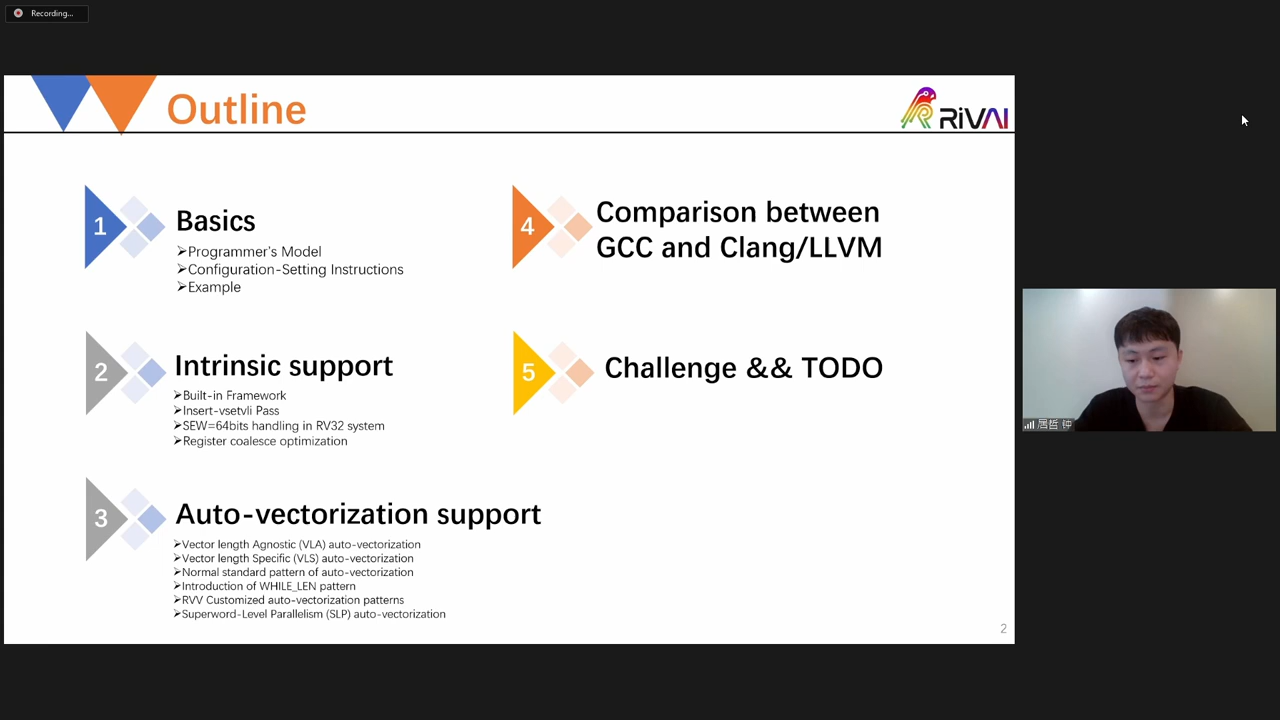 Recording...
Outline
RiVAI
1
Basics
➢Programmer's Model
➢Configuration-Setting Instructions
➢Example
2
Intrinsic support
➢Built-in Framework
➢Insert-vsetvli Pass
➢SEW=64bits handling in RV32 system
➢Register coalesce optimization
3
Auto-vectorization support
➢Vector length Agnostic (VLA) auto-vectorization
➢Vector length Specific (VLS) auto-vectorization
➢Normal standard pattern of auto-vectorization
➢Introduction of WHILE_LEN pattern
➢RVV Customized auto-vectorization patterns
➢Superword-Level Parallelism (SLP) auto-vectorization
4
Comparison between
GCC and Clang/LLVM
5
Challenge && TODO
2
居哲 钟